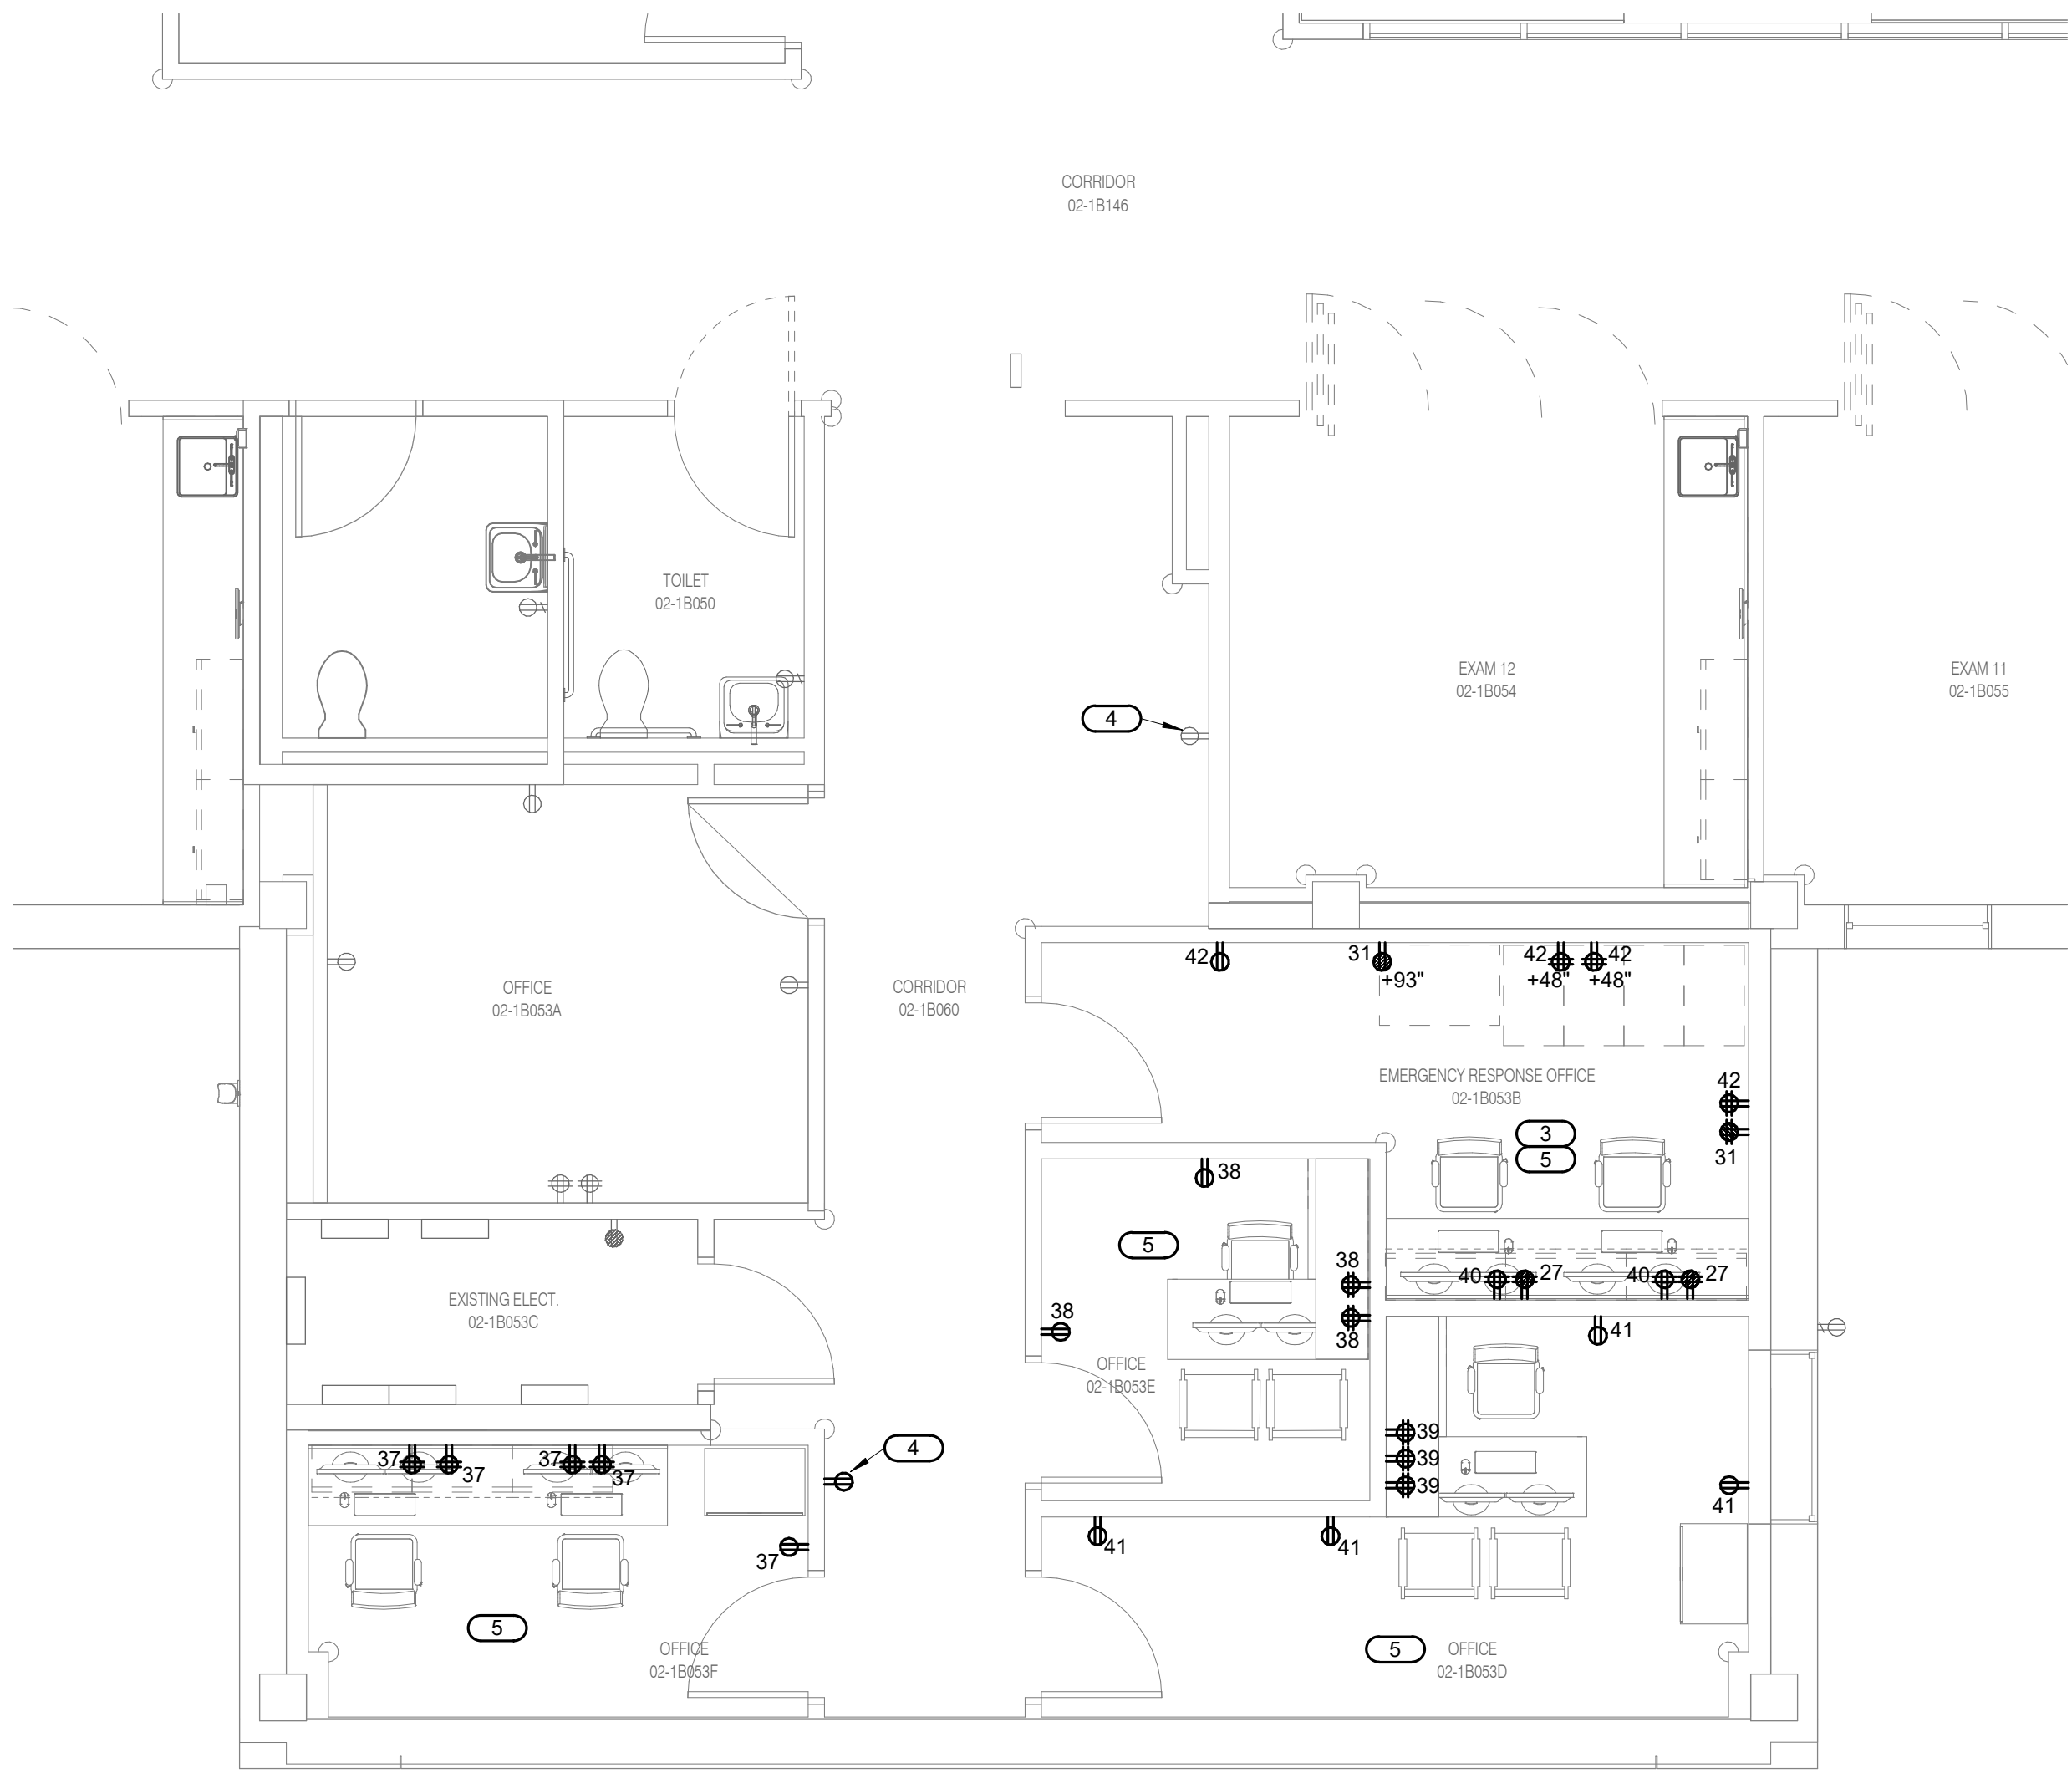 CORRIDOR
02-1B146
TOILET
02-1B050
EXAM 12
02-1B054
EXAM 11
02-1B055
4
42
31
+93"
42
42
+48"
+48"
OFFICE
02-1B053A
CORRIDOR
02-1B060
EMERGENCY RESPONSE OFFICE
02-1B053B
42
3
5
31
38
5
38
40
27
40
27
EXISTING ELECT.
02-1B053C
38
38
41
OFFICE
02-1B053E
39
39
39
4
37
37
37
37
41
37
41
41
5
OFFICE
02-1B053F
5
OFFICE
02-1B053D